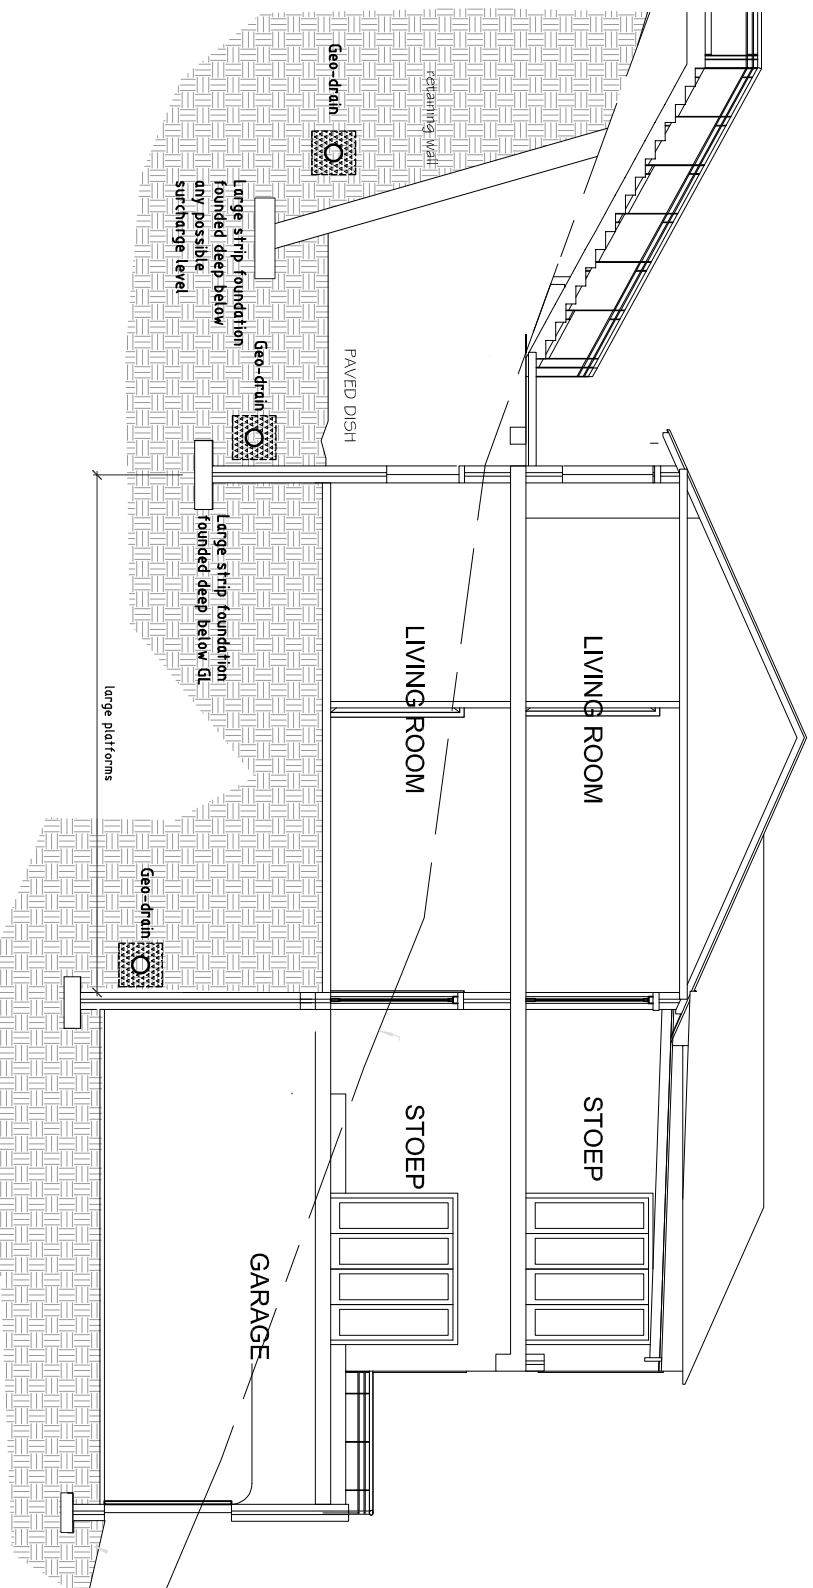 Geo-drain
retaining wall
Large strip foundation
founded deep below
any possible
surcharge level
Geo-drain
PAVED DISH
Large strip foundation
founded deep below GL
LIVING ROOM
LIVING ROOM
large platforms
Geo-drain
STOEP
STOEP
GARAGE